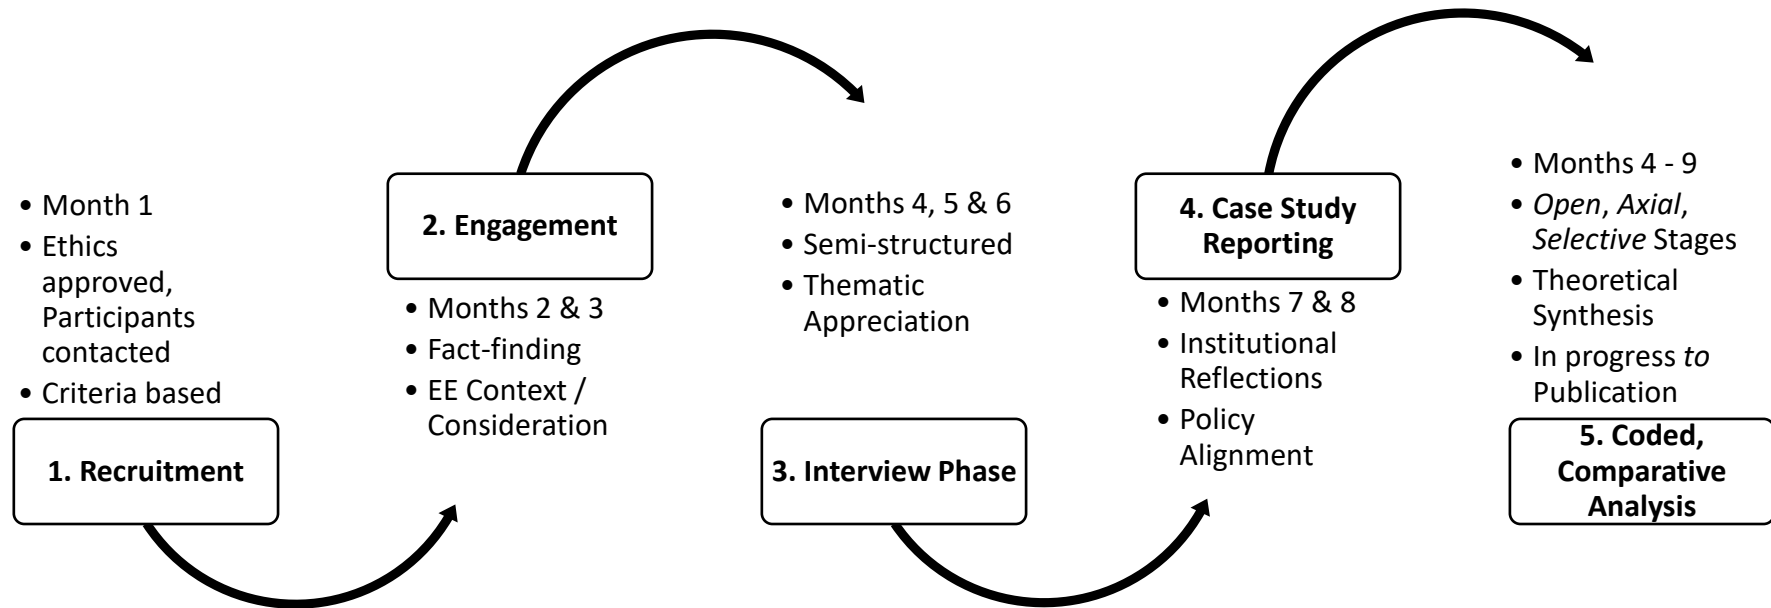 • Month 1
• Ethics
approved,
Participants
contacted
• Criteria based
1. Recruitment
2. Engagement
• Months 2 & 3
• Fact-finding
• EE Context /
Consideration
• Months 4, 5 & 6
• Semi-structured
• Thematic
Appreciation
3. Interview Phase
4. Case Study
Reporting
• Months 7 & 8
• Institutional
Reflections
• Policy
Alignment
• Months 4 - 9
• Open, Axial,
Selective Stages
• Theoretical
Synthesis
• In progress to
Publication
5. Coded,
Comparative
Analysis